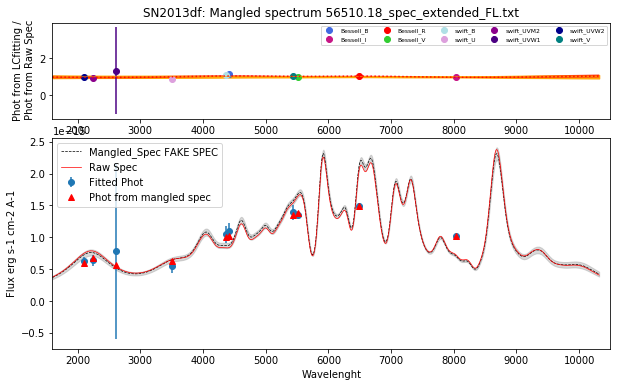 SN2013df: Mangled spectrum 56510.18_spec_extended_FL.txt
Phot from LCfitting /
Phot from Raw Spec
2
0
Bessell_B
Bessell_I
Bessell_R
Bessell_V
swift_B
swift_U
swift_UVM2
swift_UVW1
swift_UVW2
swift_V
2000 3000 4000 5000 6000 7000 8000 9000 10000
Flux erg s-1 cm-2 A-1
2.5
2.0
1.5
1.0
0.5
0.0
−0.5
Mangled_Spec FAKE SPEC
Raw Spec
Fitted Phot
Phot from mangled spec
2000 3000 4000 5000 6000 7000 8000 9000 10000
Wavelenght